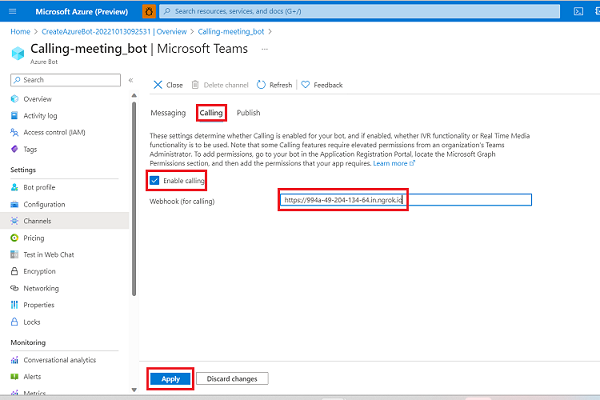 Microsoft Azure (Preview)
Search resources, services, and docs (G+/)
Home > CreateAzureBot-20221013092531 | Overview > Calling-meeting_bot >
Calling-meeting_bot | Microsoft Teams ...
Azure Bot
Search
«
Close
Delete channel
Refresh
Feedback
Overview
Activity log
Access control (IAM)
Tags
Settings
Bot profile
Configuration
Channels
Pricing
Test in Web Chat
Encryption
Networking
Properties
Locks
Monitoring
Conversational analytics
Alerts
Metrics
Messaging
Calling
Publish
These settings determine whether Calling is enabled for your bot, and if enabled, whether IVR functionality or Real Time Media
functionality is to be used. Note that some Calling features require elevated permissions from an organization's Teams
Administrator. To add permissions, go to your bot in the Application Registration Portal, locate the Microsoft Graph
Permissions section, and then add the permissions that your app requires. Learn more
Enable calling
Webhook (for calling)
https://994a-49-204-134-64.in.ngrok.io
Apply
Discard changes